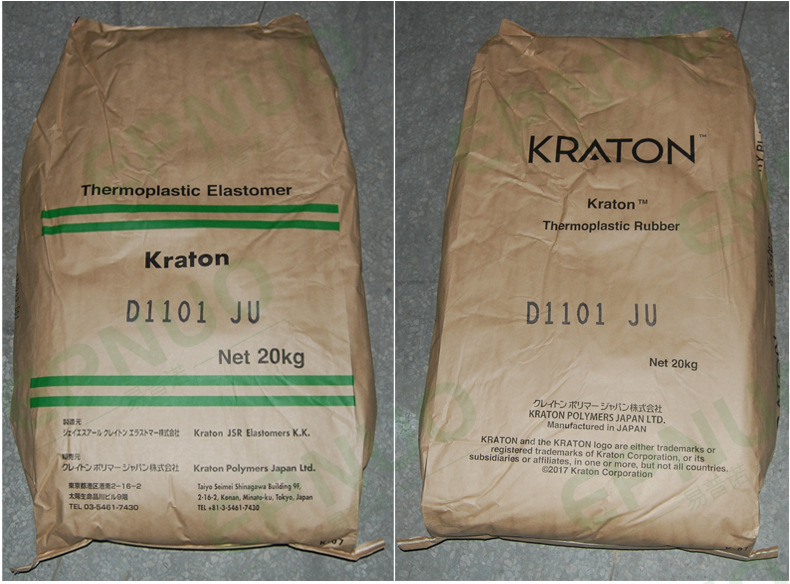 Thermoplastic Elastomer
Kraton
D1101 JU
Net 20kg
製造元
ジェイエスアール クレイトン エラストマー株式会社 Kraton JSR Elastomers K.K.
販売元
クレイトン ポリマー ジャパン株式会社 Kraton Polymers Japan Ltd.
東京都港区港南2-16-2 Taiyo Seimei Shinagawa Building 9F,
太陽生命品川ビル9階 2-16-2, Konan, Minato-ku, Tokyo, Japan
TEL 03-5461-7430 TEL +81-3-5461-7430
KRATON™
Kraton™
Thermoplastic Rubber
D1101 JU
Net 20kg
クレイトン ポリマー ジャパン株式会社
KRATON POLYMERS JAPAN LTD.
Manufactured in JAPAN
KRATON and the KRATON logo are either trademarks or
registered trademarks of Kraton Corporation, or its
subsidiaries or affiliates, in one or more, but not all countries.
©2017 Kraton Corporation
EPNUO